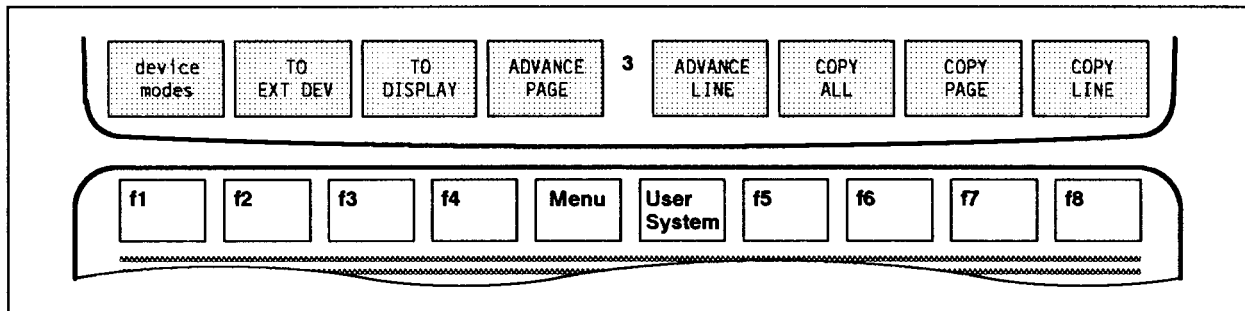 device modes
TO EXT DEV
TO DISPLAY
ADVANCE PAGE
3
ADVANCE LINE
COPY ALL
COPY PAGE
COPY LINE
f1
f2
f3
f4
Menu
User System
f5
f6
f7
f8